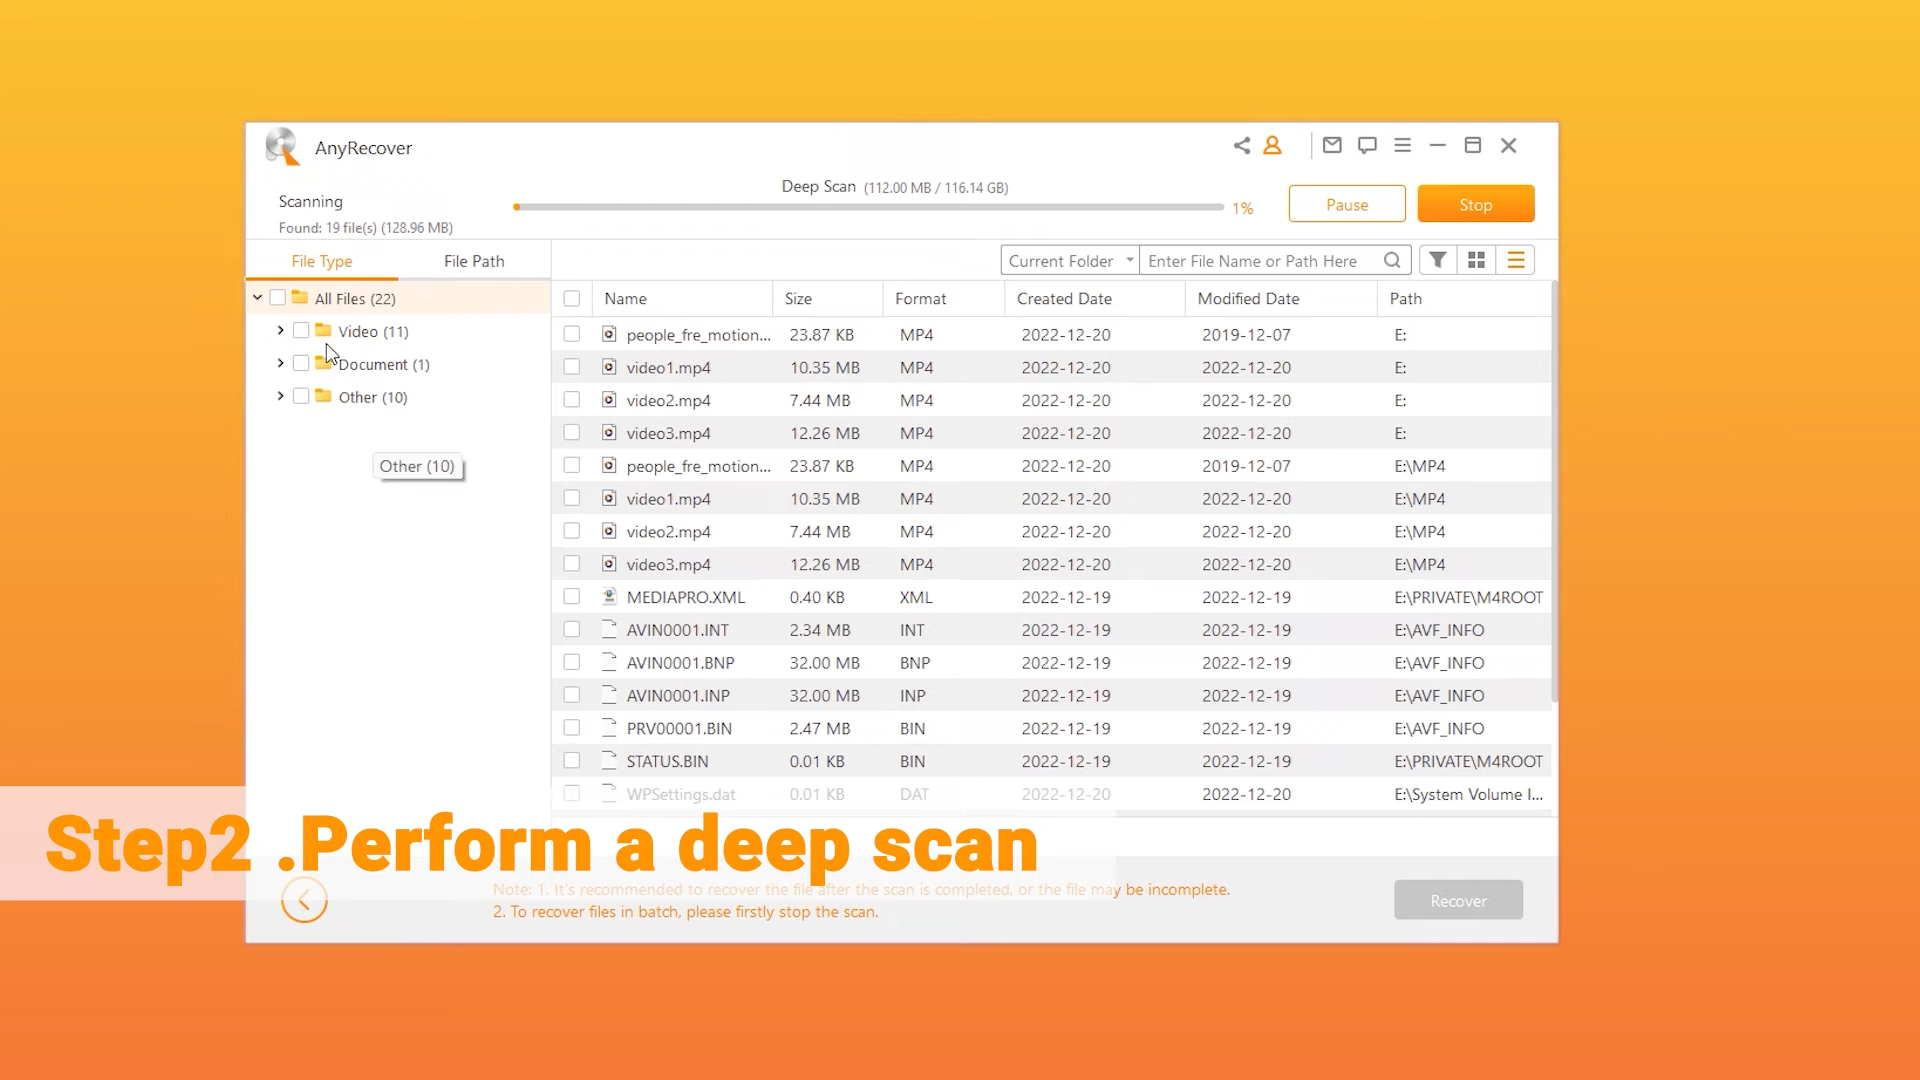 AnyRecover
Deep Scan (112.00 MB / 116.14 GB)
Scanning
1%
Pause
Stop
Found: 19 file(s) (128.96 MB)
File Type
File Path
Current Folder
Enter File Name or Path Here
All Files (22)
Video (11)
Document (1)
Other (10)
Other (10)
Name Size Format Created Date Modified Date Path
people_fre_motion... 23.87 KB MP4 2022-12-20 2019-12-07 E:
video1.mp4 10.35 MB MP4 2022-12-20 2022-12-20 E:
video2.mp4 7.44 MB MP4 2022-12-20 2022-12-20 E:
video3.mp4 12.26 MB MP4 2022-12-20 2022-12-20 E:
people_fre_motion... 23.87 KB MP4 2022-12-20 2019-12-07 E:\MP4
video1.mp4 10.35 MB MP4 2022-12-20 2022-12-20 E:\MP4
video2.mp4 7.44 MB MP4 2022-12-20 2022-12-20 E:\MP4
video3.mp4 12.26 MB MP4 2022-12-20 2022-12-20 E:\MP4
MEDIAPRO.XML 0.40 KB XML 2022-12-19 2022-12-19 E:\PRIVATE\M4ROOT
AVIN0001.INT 2.34 MB INT 2022-12-19 2022-12-19 E:\AVF_INFO
AVIN0001.BNP 32.00 MB BNP 2022-12-19 2022-12-19 E:\AVF_INFO
AVIN0001.INP 32.00 MB INP 2022-12-19 2022-12-19 E:\AVF_INFO
PRV00001.BIN 2.47 MB BIN 2022-12-19 2022-12-19 E:\AVF_INFO
STATUS.BIN 0.01 KB BIN 2022-12-19 2022-12-19 E:\PRIVATE\M4ROOT
WPSettings.dat 0.01 KB DAT 2022-12-20 2022-12-20 E:\System Volume I...
Step2 .Perform a deep scan
Note: 1. It's recommended to recover the file after the scan is completed, or the file may be incomplete.
2. To recover files in batch, please firstly stop the scan.
Recover